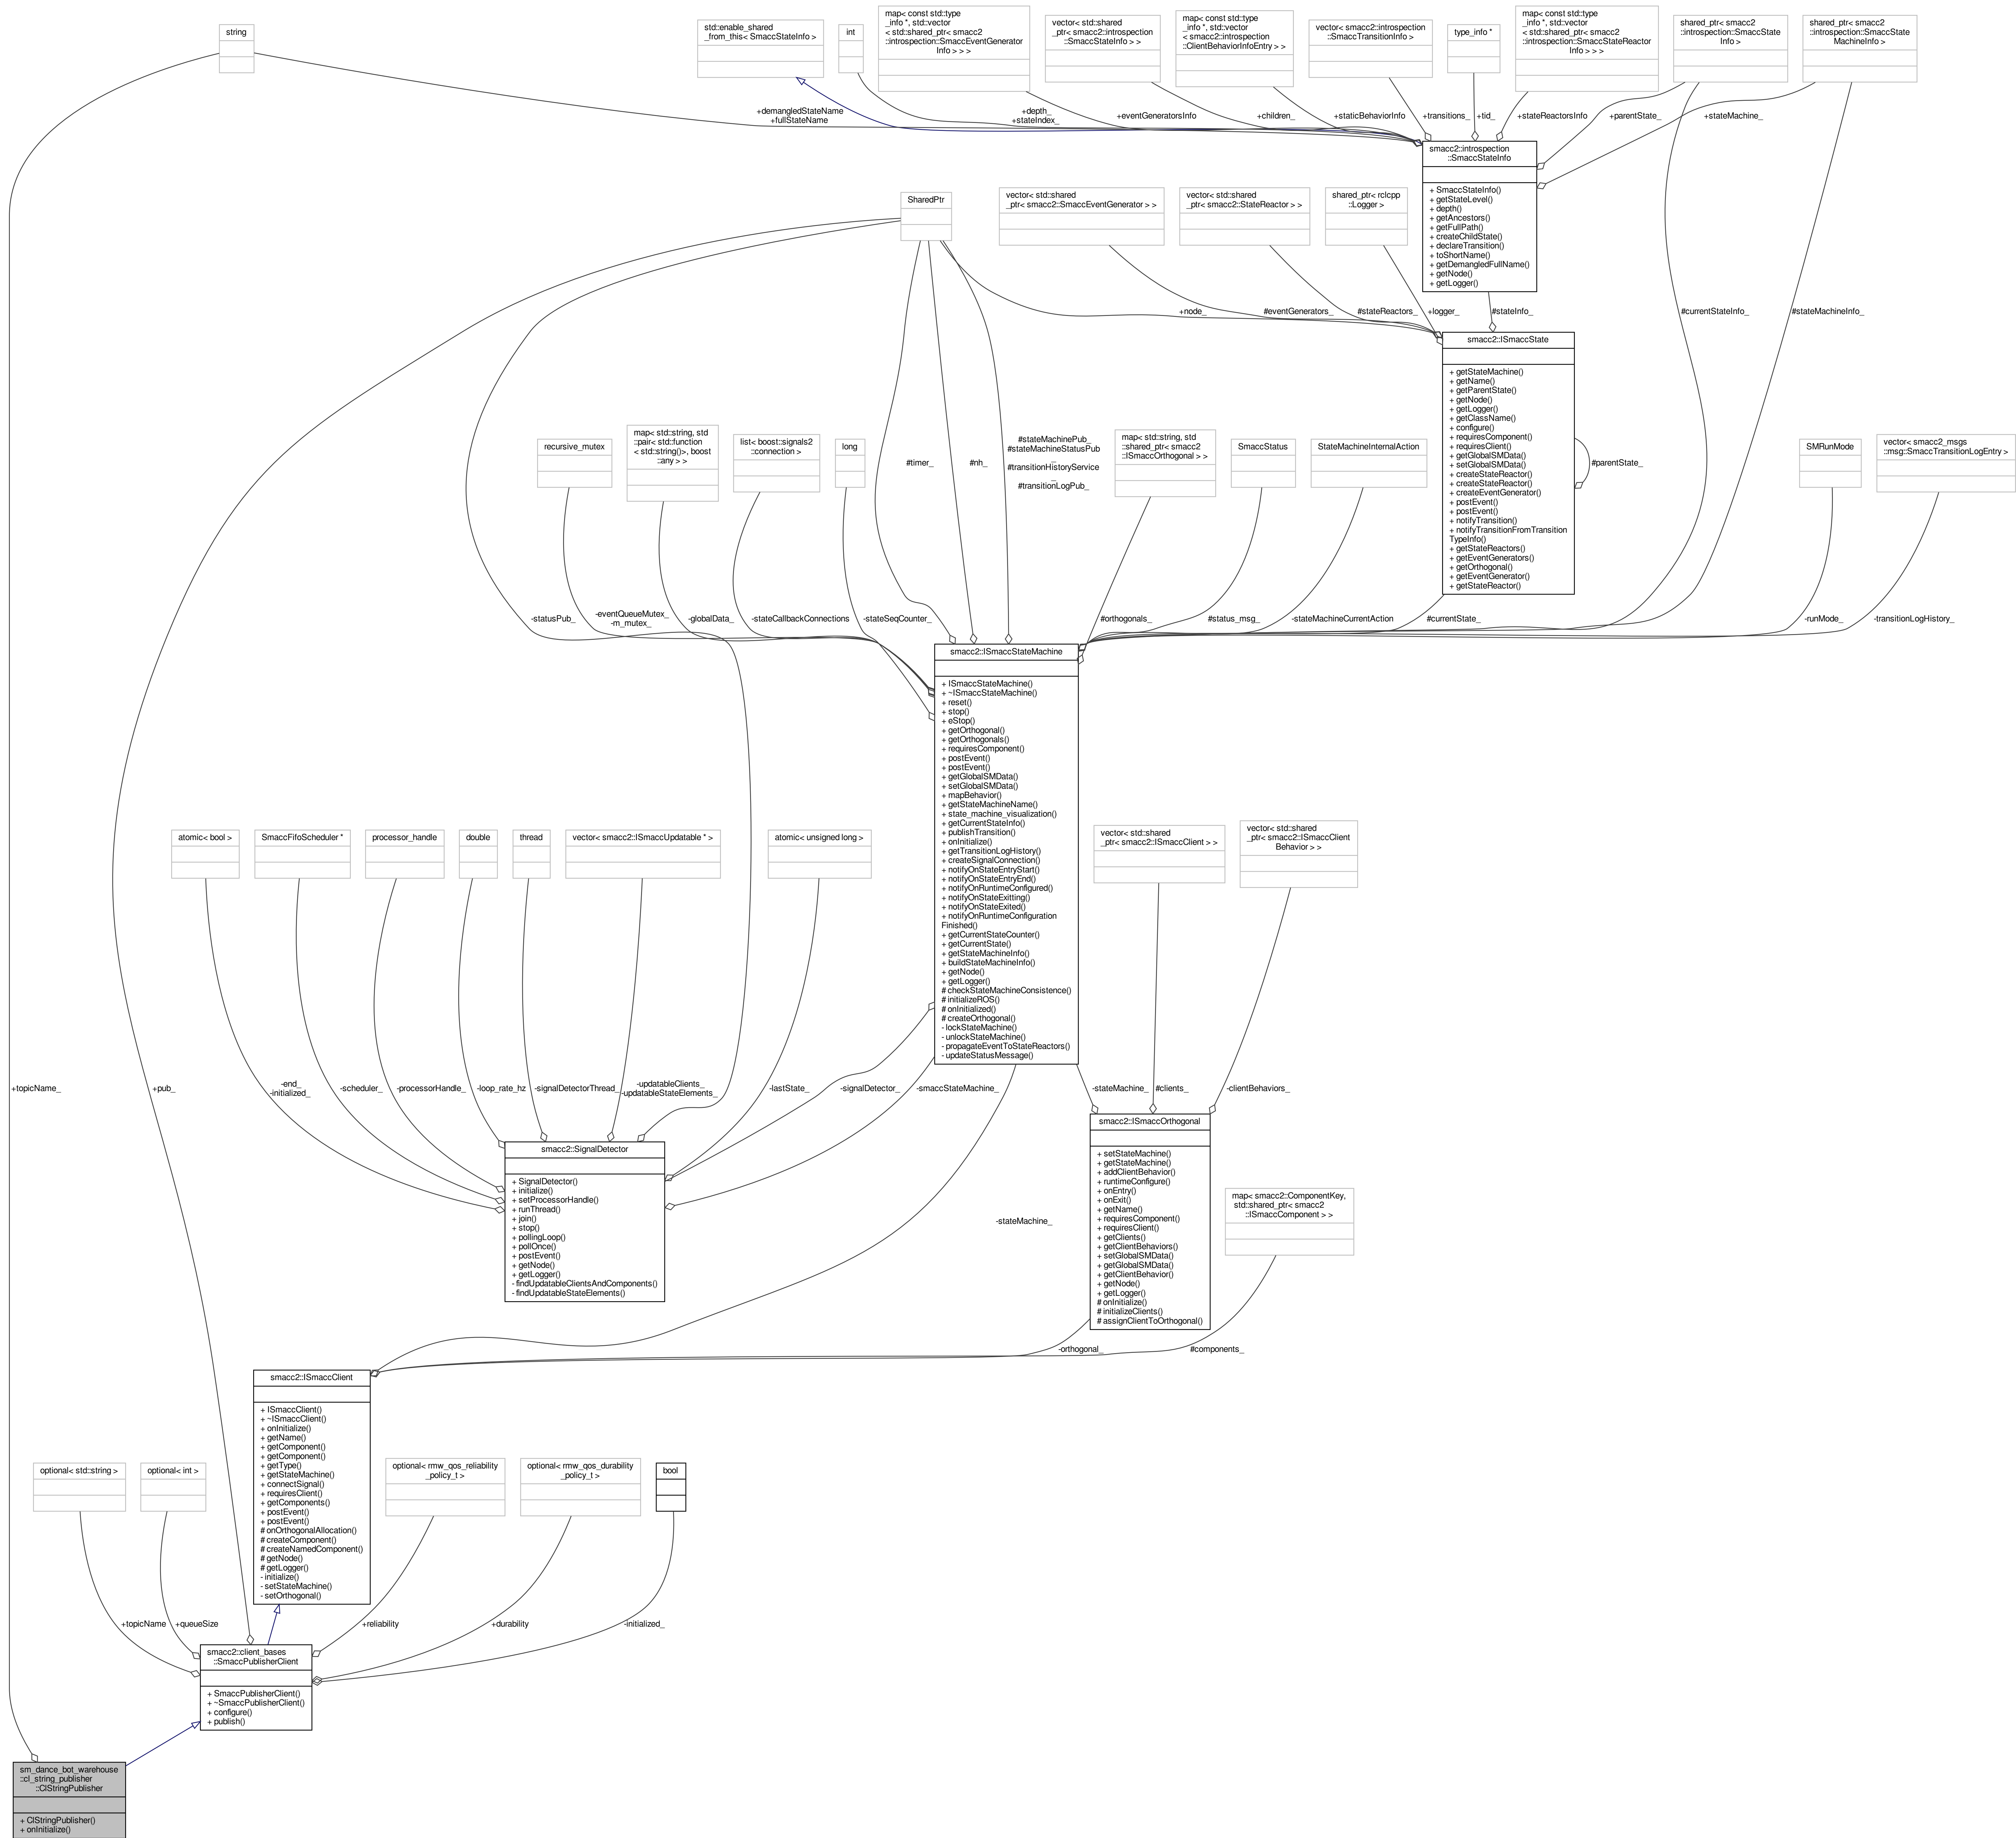 string
std::enable_shared
_from_this< SmaccStateInfo >
int
map< const std::type
_info *, std::vector
< std::shared_ptr< smacc2
::introspection::SmaccEventGenerator
Info > > >
vector< std::shared
_ptr< smacc2::introspection
::SmaccStateInfo > >
map< const std::type
_info *, std::vector
< smacc2::introspection
::ClientBehaviorInfoEntry > >
vector< smacc2::introspection
::SmaccTransitionInfo >
type_info *
map< const std::type
_info *, std::vector
< std::shared_ptr< smacc2
::introspection::SmaccStateReactor
Info > > >
shared_ptr< smacc2
::introspection::SmaccState
Info >
shared_ptr< smacc2
::introspection::SmaccState
MachineInfo >
+demangledStateName
+fullStateName
+depth_
+stateIndex_
+eventGeneratorsInfo
+children_
+staticBehaviorInfo
+transitions_
+tid_
+stateReactorsInfo
+parentState_
+stateMachine_
smacc2::introspection
::SmaccStateInfo
+ SmaccStateInfo()
+ getStateLevel()
+ depth()
+ getAncestors()
+ getFullPath()
+ createChildState()
+ declareTransition()
+ toShortName()
+ getDemangledFullName()
+ getNode()
+ getLogger()
SharedPtr
vector< std::shared
_ptr< smacc2::SmaccEventGenerator > >
vector< std::shared
_ptr< smacc2::StateReactor > >
shared_ptr< rclcpp
::Logger >
+node_
#eventGenerators_
#stateReactors_
+logger_
#stateInfo_
#currentStateInfo_
#stateMachineInfo_
smacc2::ISmaccState
+ getStateMachine()
+ getName()
+ getParentState()
+ getNode()
+ getLogger()
+ getClassName()
+ configure()
+ requiresComponent()
+ requiresClient()
+ getGlobalSMData()
+ setGlobalSMData()
+ createStateReactor()
+ createStateReactor()
+ createEventGenerator()
+ postEvent()
+ postEvent()
+ notifyTransition()
+ notifyTransitionFromTransition
TypeInfo()
+ getStateReactors()
+ getEventGenerators()
+ getOrthogonal()
+ getEventGenerator()
+ getStateReactor()
#parentState_
recursive_mutex
map< std::string, std
::pair< std::function
< std::string()>, boost
::any > >
list< boost::signals2
::connection >
long
#timer_
#nh_
#stateMachinePub_
#stateMachineStatusPub
_
#transitionHistoryService
_
#transitionLogPub_
map< std::string, std
::shared_ptr< smacc2
::ISmaccOrthogonal > >
SmaccStatus
StateMachineInternalAction
SMRunMode
vector< smacc2_msgs
::msg::SmaccTransitionLogEntry >
-statusPub_
-eventQueueMutex_
-m_mutex_
-globalData_
-stateCallbackConnections
-stateSeqCounter_
#orthogonals_
#status_msg_
-stateMachineCurrentAction
#currentState_
-runMode_
-transitionLogHistory_
smacc2::ISmaccStateMachine
+ ISmaccStateMachine()
+ ~ISmaccStateMachine()
+ reset()
+ stop()
+ eStop()
+ getOrthogonal()
+ getOrthogonals()
+ requiresComponent()
+ postEvent()
+ postEvent()
+ getGlobalSMData()
+ setGlobalSMData()
+ mapBehavior()
+ getStateMachineName()
+ state_machine_visualization()
+ getCurrentStateInfo()
+ publishTransition()
+ onInitialize()
+ getTransitionLogHistory()
+ createSignalConnection()
+ notifyOnStateEntryStart()
+ notifyOnStateEntryEnd()
+ notifyOnRuntimeConfigured()
+ notifyOnStateExitting()
+ notifyOnStateExited()
+ notifyOnRuntimeConfiguration
Finished()
+ getCurrentStateCounter()
+ getCurrentState()
+ getStateMachineInfo()
+ buildStateMachineInfo()
+ getNode()
+ getLogger()
# checkStateMachineConsistence()
# initializeROS()
# onInitialized()
# createOrthogonal()
- lockStateMachine()
- unlockStateMachine()
- propagateEventToStateReactors()
- updateStatusMessage()
atomic< bool >
SmaccFifoScheduler *
processor_handle
double
thread
vector< smacc2::ISmaccUpdatable * >
atomic< unsigned long >
vector< std::shared
_ptr< smacc2::ISmaccClient > >
vector< std::shared
_ptr< smacc2::ISmaccClient
Behavior > >
+topicName_
+pub_
-end_
-initialized_
-scheduler_
-processorHandle_
-loop_rate_hz
-signalDetectorThread_
-updatableClients_
-updatableStateElements_
-lastState_
-signalDetector_
-smaccStateMachine_
-stateMachine_
#clients_
-clientBehaviors_
smacc2::SignalDetector
+ SignalDetector()
+ initialize()
+ setProcessorHandle()
+ runThread()
+ join()
+ stop()
+ pollingLoop()
+ pollOnce()
+ postEvent()
+ getNode()
+ getLogger()
- findUpdatableClientsAndComponents()
- findUpdatableStateElements()
smacc2::ISmaccOrthogonal
+ setStateMachine()
+ getStateMachine()
+ addClientBehavior()
+ runtimeConfigure()
+ onEntry()
+ onExit()
+ getName()
+ requiresComponent()
+ requiresClient()
+ getClients()
+ getClientBehaviors()
+ setGlobalSMData()
+ getGlobalSMData()
+ getClientBehavior()
+ getNode()
+ getLogger()
# onInitialize()
# initializeClients()
# assignClientToOrthogonal()
map< smacc2::ComponentKey,
std::shared_ptr< smacc2
::ISmaccComponent > >
-stateMachine_
-orthogonal_
#components_
smacc2::ISmaccClient
+ ISmaccClient()
+ ~ISmaccClient()
+ onInitialize()
+ getName()
+ getComponent()
+ getComponent()
+ getType()
+ getStateMachine()
+ connectSignal()
+ requiresClient()
+ getComponents()
+ postEvent()
+ postEvent()
# onOrthogonalAllocation()
# createComponent()
# createNamedComponent()
# getNode()
# getLogger()
- initialize()
- setStateMachine()
- setOrthogonal()
optional< std::string >
optional< int >
optional< rmw_qos_reliability
_policy_t >
optional< rmw_qos_durability
_policy_t >
bool
+topicName
+queueSize
+reliability
+durability
-initialized_
smacc2::client_bases
::SmaccPublisherClient
+ SmaccPublisherClient()
+ ~SmaccPublisherClient()
+ configure()
+ publish()
sm_dance_bot_warehouse
::cl_string_publisher
::ClStringPublisher
+ ClStringPublisher()
+ onInitialize()